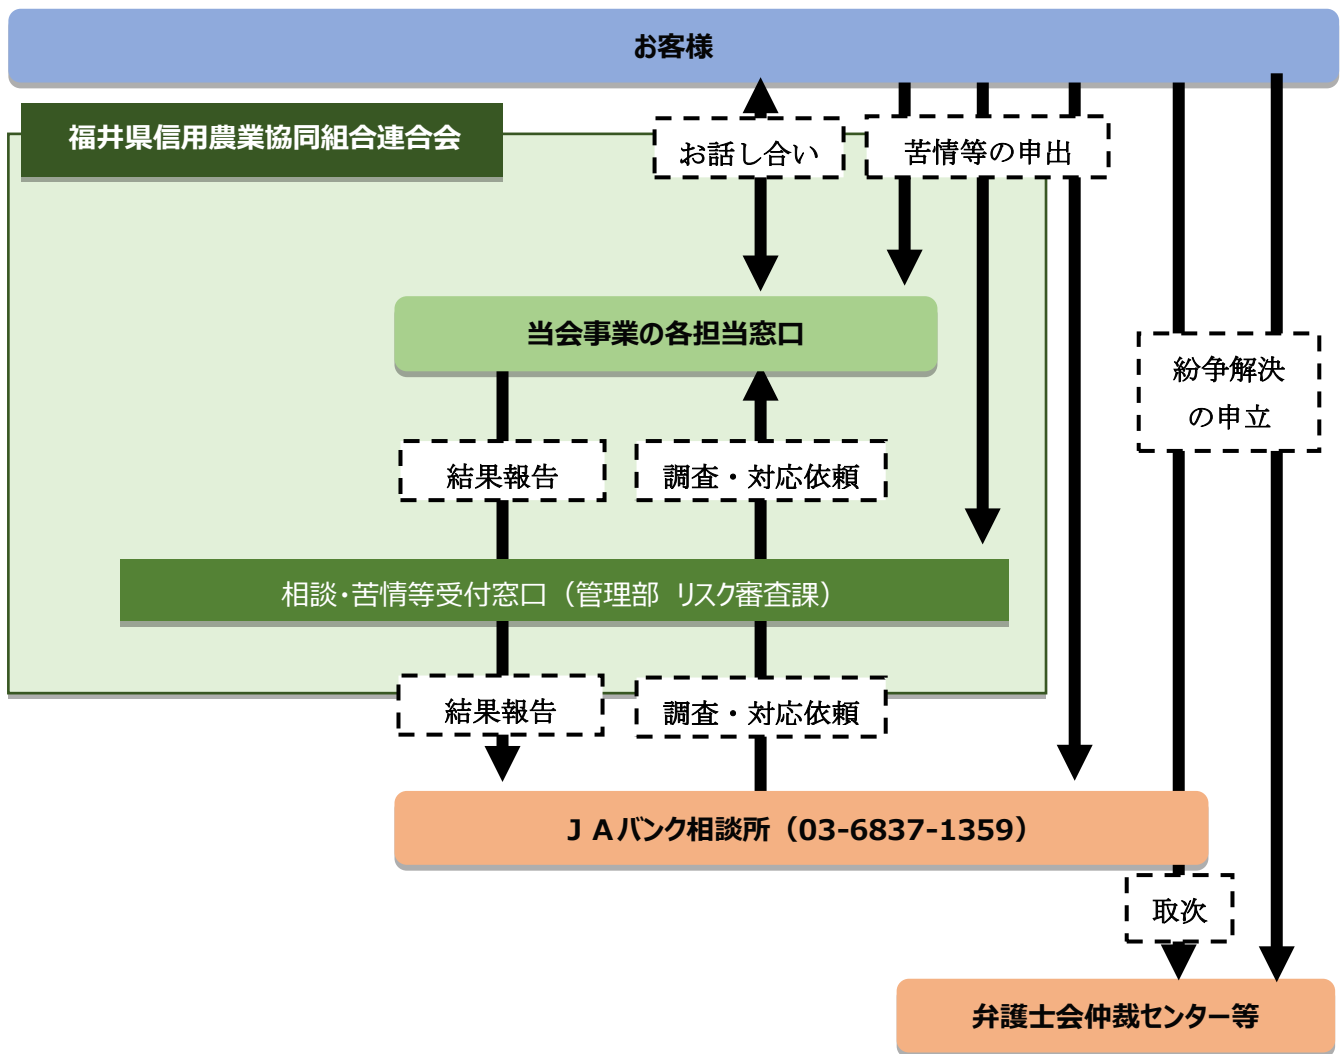 お客様
福井県信用農業協同組合連合会
お話し合い
苦情等の申出
当会事業の各担当窓口
紛争解決
の申立
結果報告
調査・対応依頼
相談・苦情等受付窓口（管理部 リスク審査課）
結果報告
調査・対応依頼
ＪＡバンク相談所（03-6837-1359）
取次
弁護士会仲裁センター等